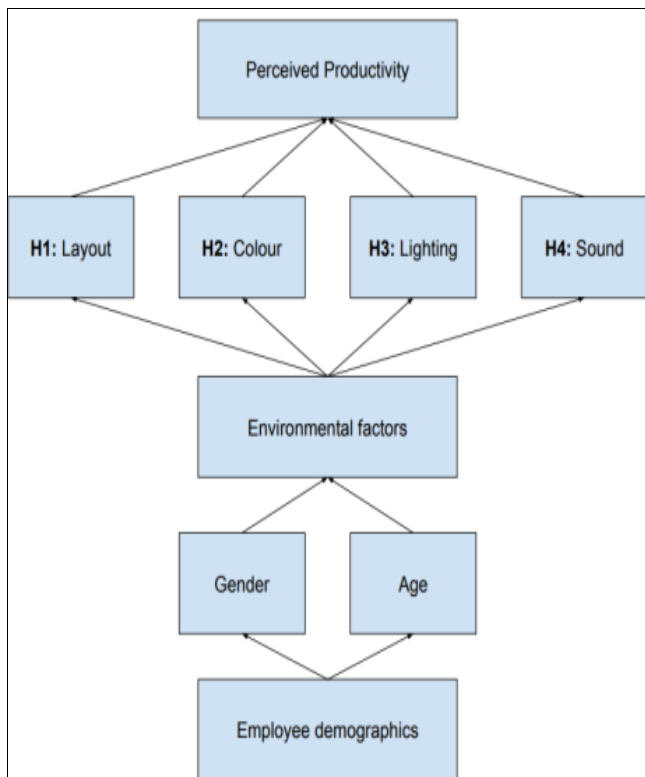 Perceived Productivity
H1: Layout
H2: Colour
H3: Lighting
H4: Sound
Environmental factors
Gender
Age
Employee demographics